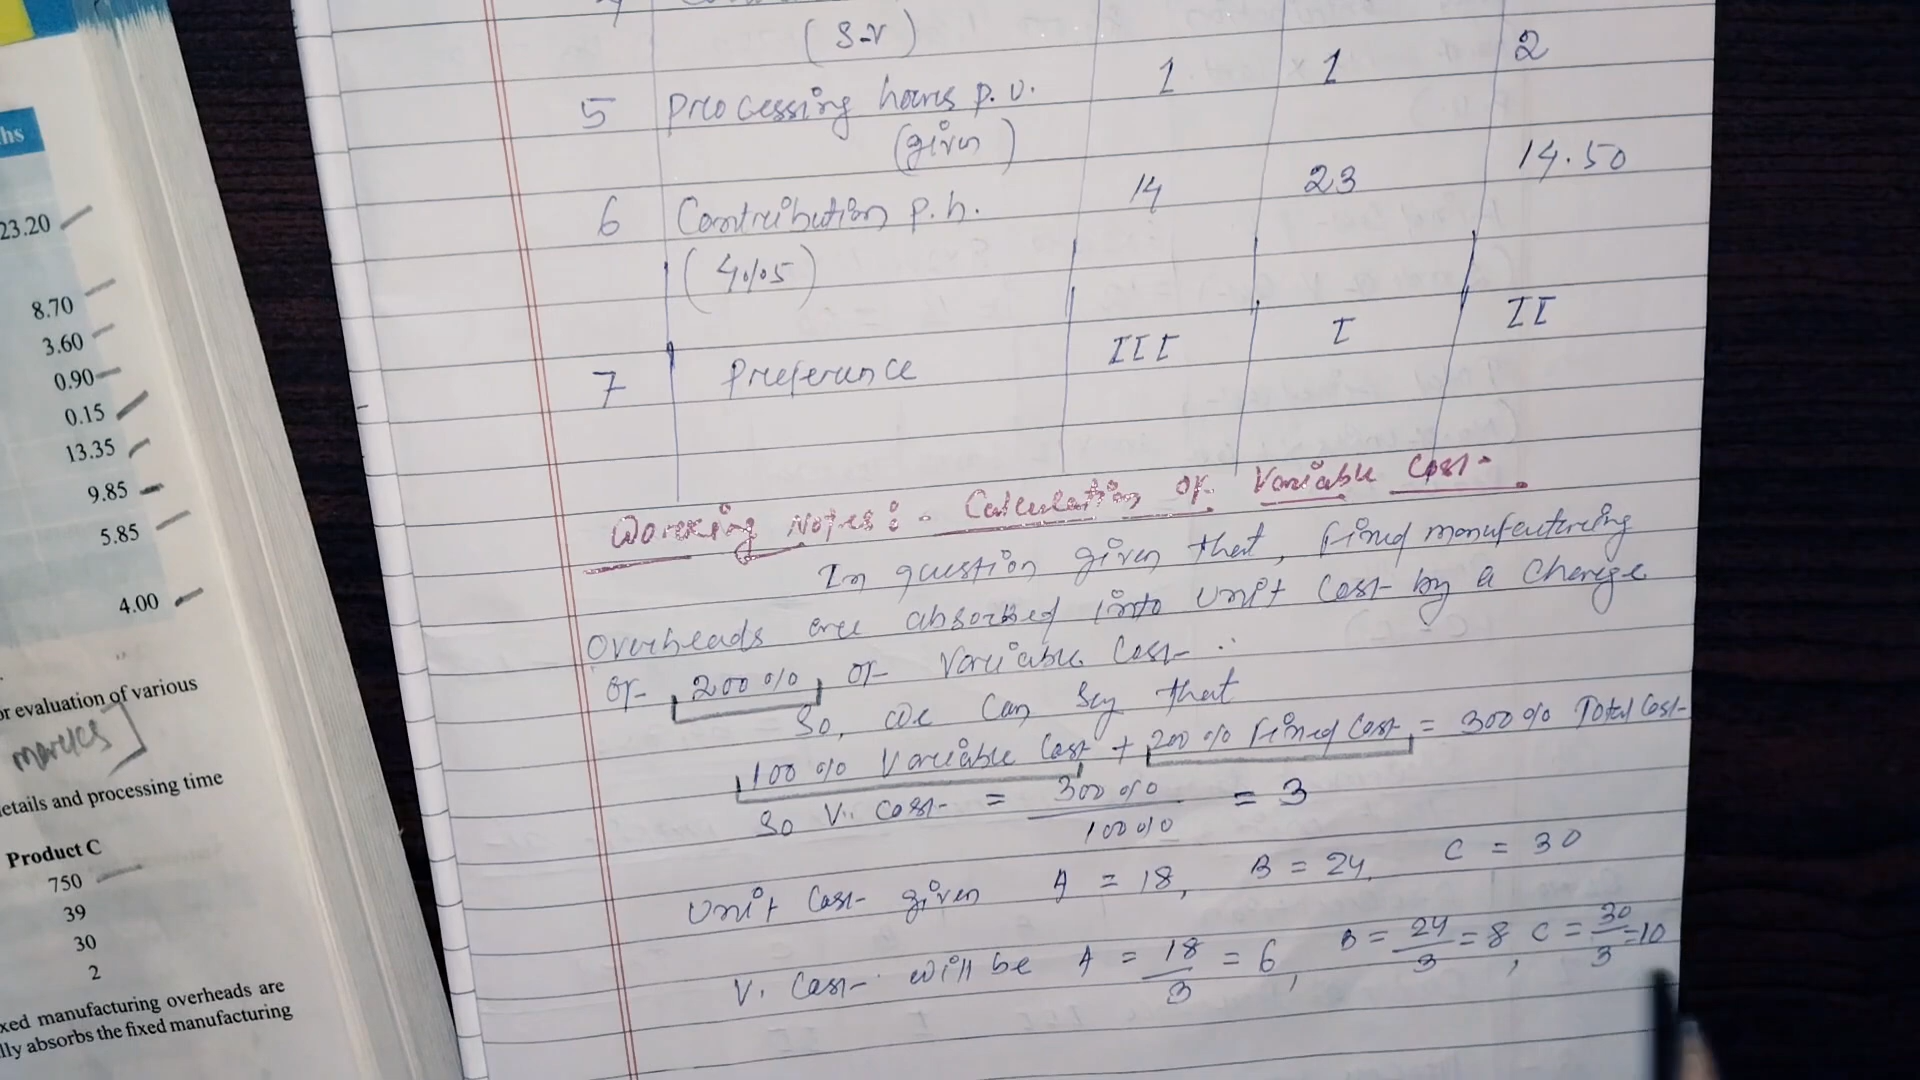 (S-V)
5 Processing hours p.u. 1 1 2
(given)
6 Contribution p.h. 14 23 14.50
(4%5)
7 Preferance III I II
Working Notes:- Calculation of Variable Cost-
In question given that, Fixed manufacturing
Overheads are absorbed into Unit Cost by a Charge
of 200% of Variable Cost.
So, we can Say that
100% Variable Cost + 200% Fixed Cost = 300% Total Cost
So V. Cost = 300% / 100% = 3
Unit Cost given A = 18, B = 24, C = 30
V. Cost will be A = 18/3 = 6, B = 24/3 = 8, C = 30/3 = 10
ths
23.20
8.70
3.60
0.90
0.15
13.35
9.85
5.85
4.00
or evaluation of various
marks]
etails and processing time
Product C
750
39
30
2
xed manufacturing overheads are
lly absorbs the fixed manufacturing